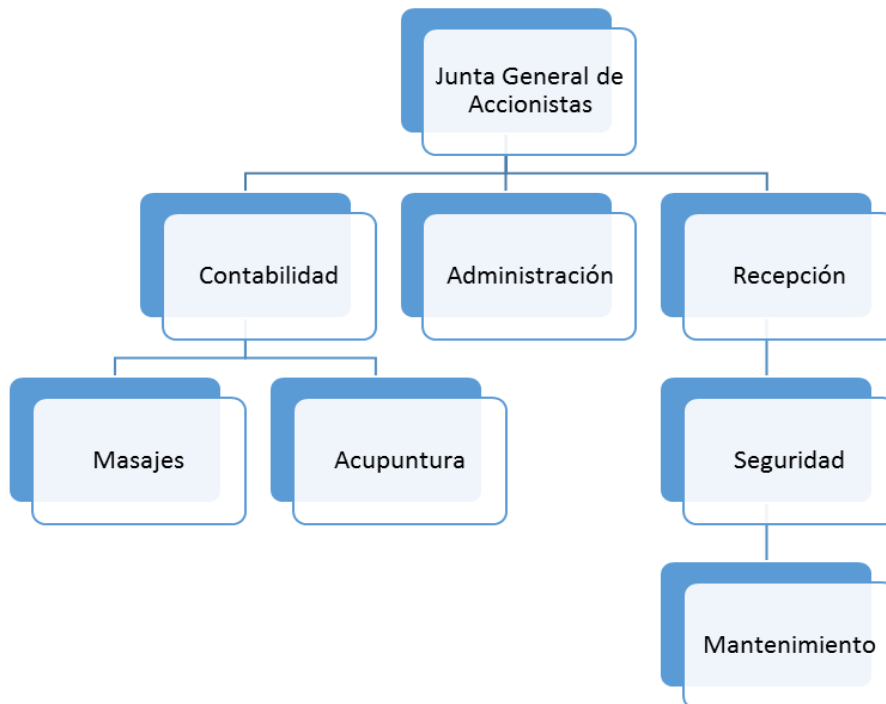 Junta General de
Accionistas
Contabilidad
Administración
Recepción
Masajes
Acupuntura
Seguridad
Mantenimiento